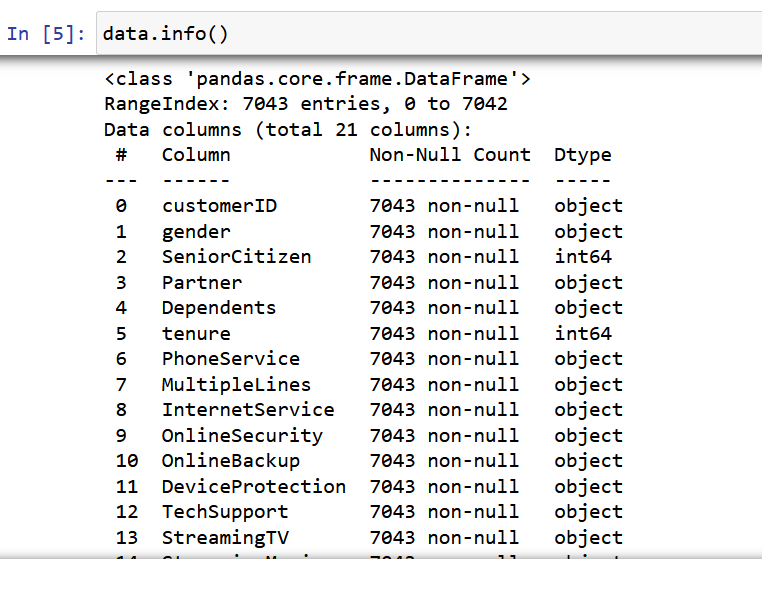 In [5]: data.info()
<class 'pandas.core.frame.DataFrame'>
RangeIndex: 7043 entries, 0 to 7042
Data columns (total 21 columns):
 #   Column            Non-Null Count  Dtype
---  ------            --------------  -----
 0   customerID        7043 non-null   object
 1   gender            7043 non-null   object
 2   SeniorCitizen     7043 non-null   int64
 3   Partner           7043 non-null   object
 4   Dependents        7043 non-null   object
 5   tenure            7043 non-null   int64
 6   PhoneService      7043 non-null   object
 7   MultipleLines     7043 non-null   object
 8   InternetService   7043 non-null   object
 9   OnlineSecurity    7043 non-null   object
 10  OnlineBackup      7043 non-null   object
 11  DeviceProtection  7043 non-null   object
 12  TechSupport       7043 non-null   object
 13  StreamingTV       7043 non-null   object